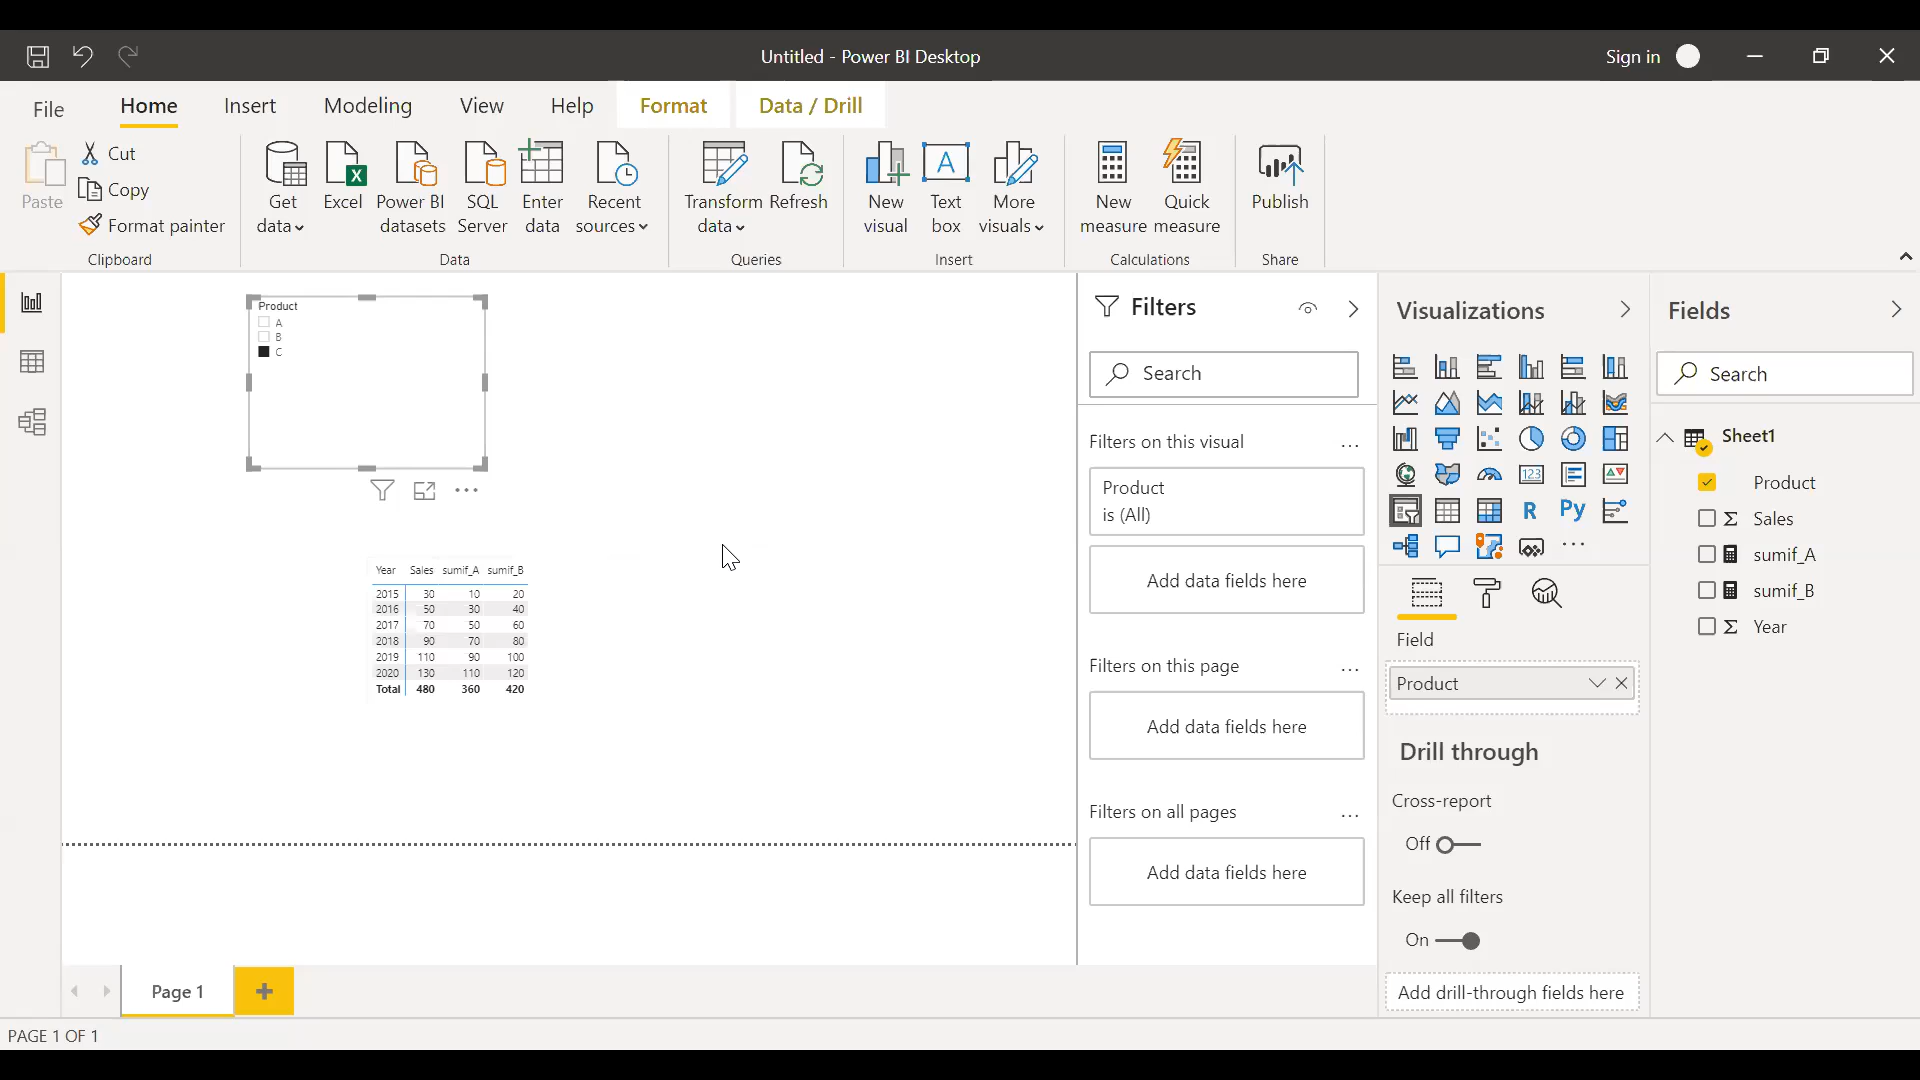 Untitled - Power BI Desktop
Sign in
File
Home
Insert
Modeling
View
Help
Format
Data / Drill
Paste
Cut
Copy
Format painter
Clipboard
Get data
Excel
Power BI datasets
SQL Server
Enter data
Recent sources
Data
Transform data
Refresh
Queries
New visual
Text box
More visuals
Insert
New measure
Quick measure
Calculations
Publish
Share
Product
A
B
C
Year Sales sumif_A sumif_B
2015 30 10 20
2016 50 30 40
2017 70 50 60
2018 90 70 80
2019 110 90 100
2020 130 110 120
Total 480 360 420
Filters
Search
Filters on this visual
Product
is (All)
Add data fields here
Filters on this page
Add data fields here
Filters on all pages
Add data fields here
Visualizations
123
R
Py
Field
Product
Drill through
Cross-report
Off
Keep all filters
On
Add drill-through fields here
Fields
Search
Sheet1
Product
Σ Sales
sumif_A
sumif_B
Σ Year
Page 1
PAGE 1 OF 1